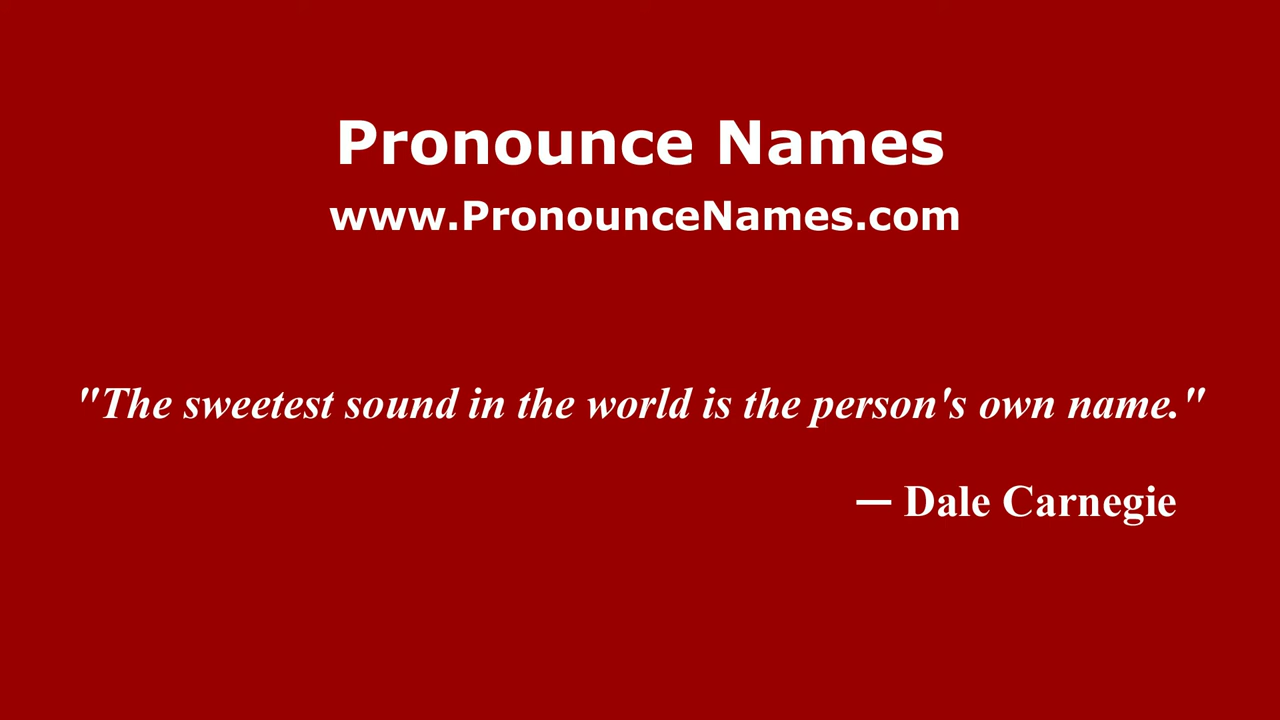 Pronounce Names
www.PronounceNames.com
"The sweetest sound in the world is the person's own name."
— Dale Carnegie